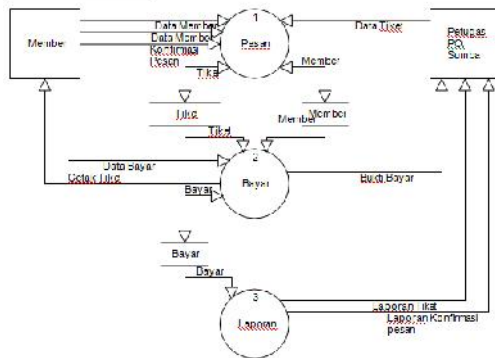 Member
Data Member
Data Member
Konfirmasi
Pesan
Tiket
1
Pesan
Data Tiket
Member
Petugas
PO.
Sumba
Tiket
Tiket
Member
Member
Data Bayar
Cetak Tiket
Bayar
2
Bayar
Bukti Bayar
Bayar
Bayar
3
Laporan
Laporan Tiket
Laporan Konfirmasi
pesan